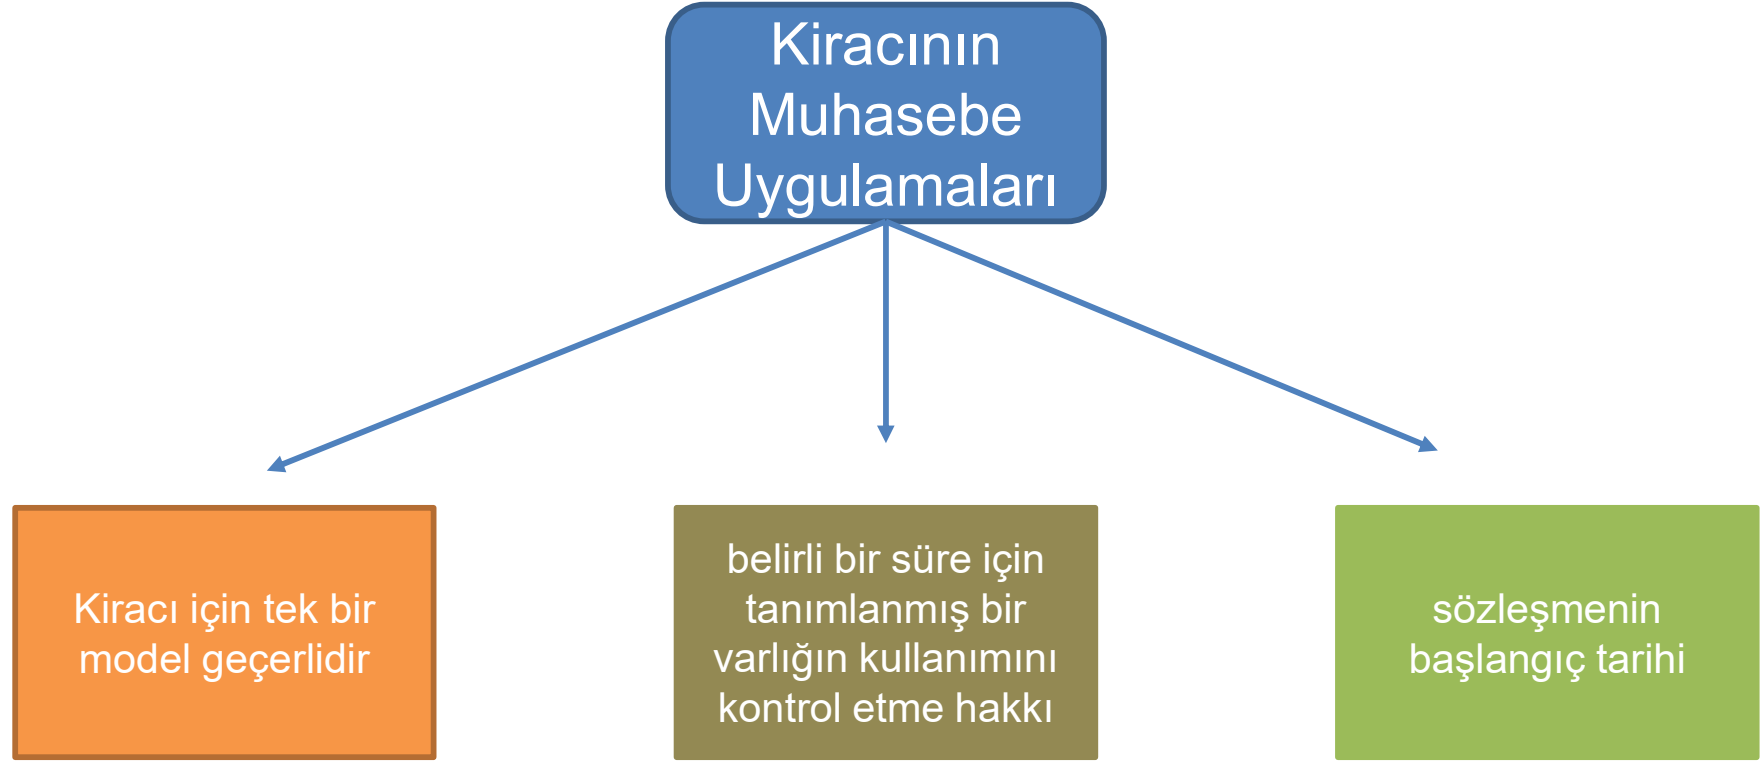 Kiracının
Muhasebe
Uygulamaları
Kiracı için tek bir
model geçerlidir
belirli bir süre için
tanımlanmış bir
varlığın kullanımını
kontrol etme hakkı
sözleşmenin
başlangıç tarihi